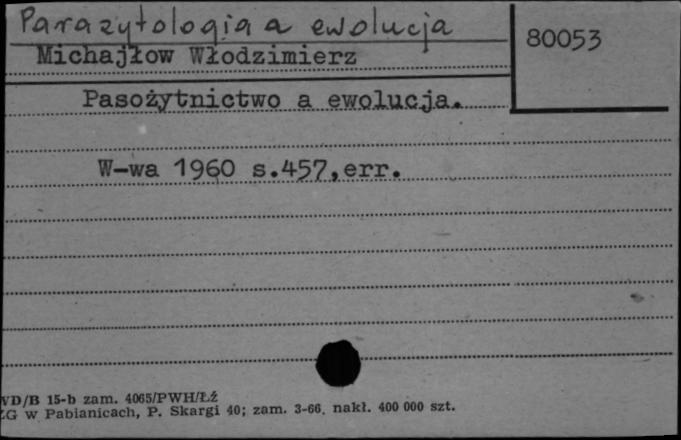 Parazytologia a ewolucja
80053
Michajłow Włodzimierz
Pasożytnictwo a ewolucja.
W-wa 1960 s.457,err.
15-b zam. 4065/PWH/ŁŹ
w Pabianicach, P. Skargi 40; zam. 3-66. nakł. 400 000 szt.